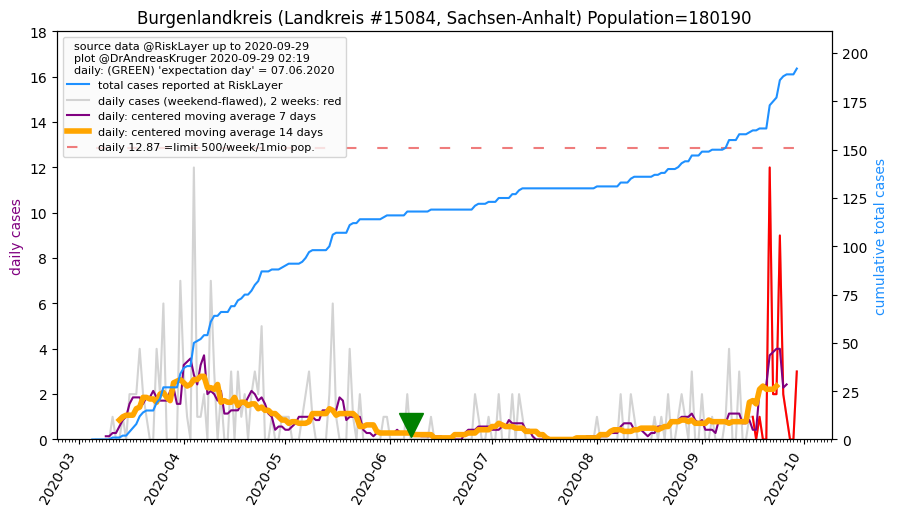 Burgenlandkreis (Landkreis #15084, Sachsen-Anhalt) Population=180190
source data @RiskLayer up to 2020-09-29
plot @DrAndreasKruger 2020-09-29 02:19
daily: (GREEN) 'expectation day' = 07.06.2020
total cases reported at RiskLayer
daily cases (weekend-flawed), 2 weeks: red
daily: centered moving average 7 days
daily: centered moving average 14 days
daily 12.87 =limit 500/week/1mio pop.
daily cases
18
16
14
12
10
8
6
4
2
0
cumulative total cases
200
175
150
125
100
75
50
25
0
2020-03
2020-04
2020-05
2020-06
2020-07
2020-08
2020-09
2020-10